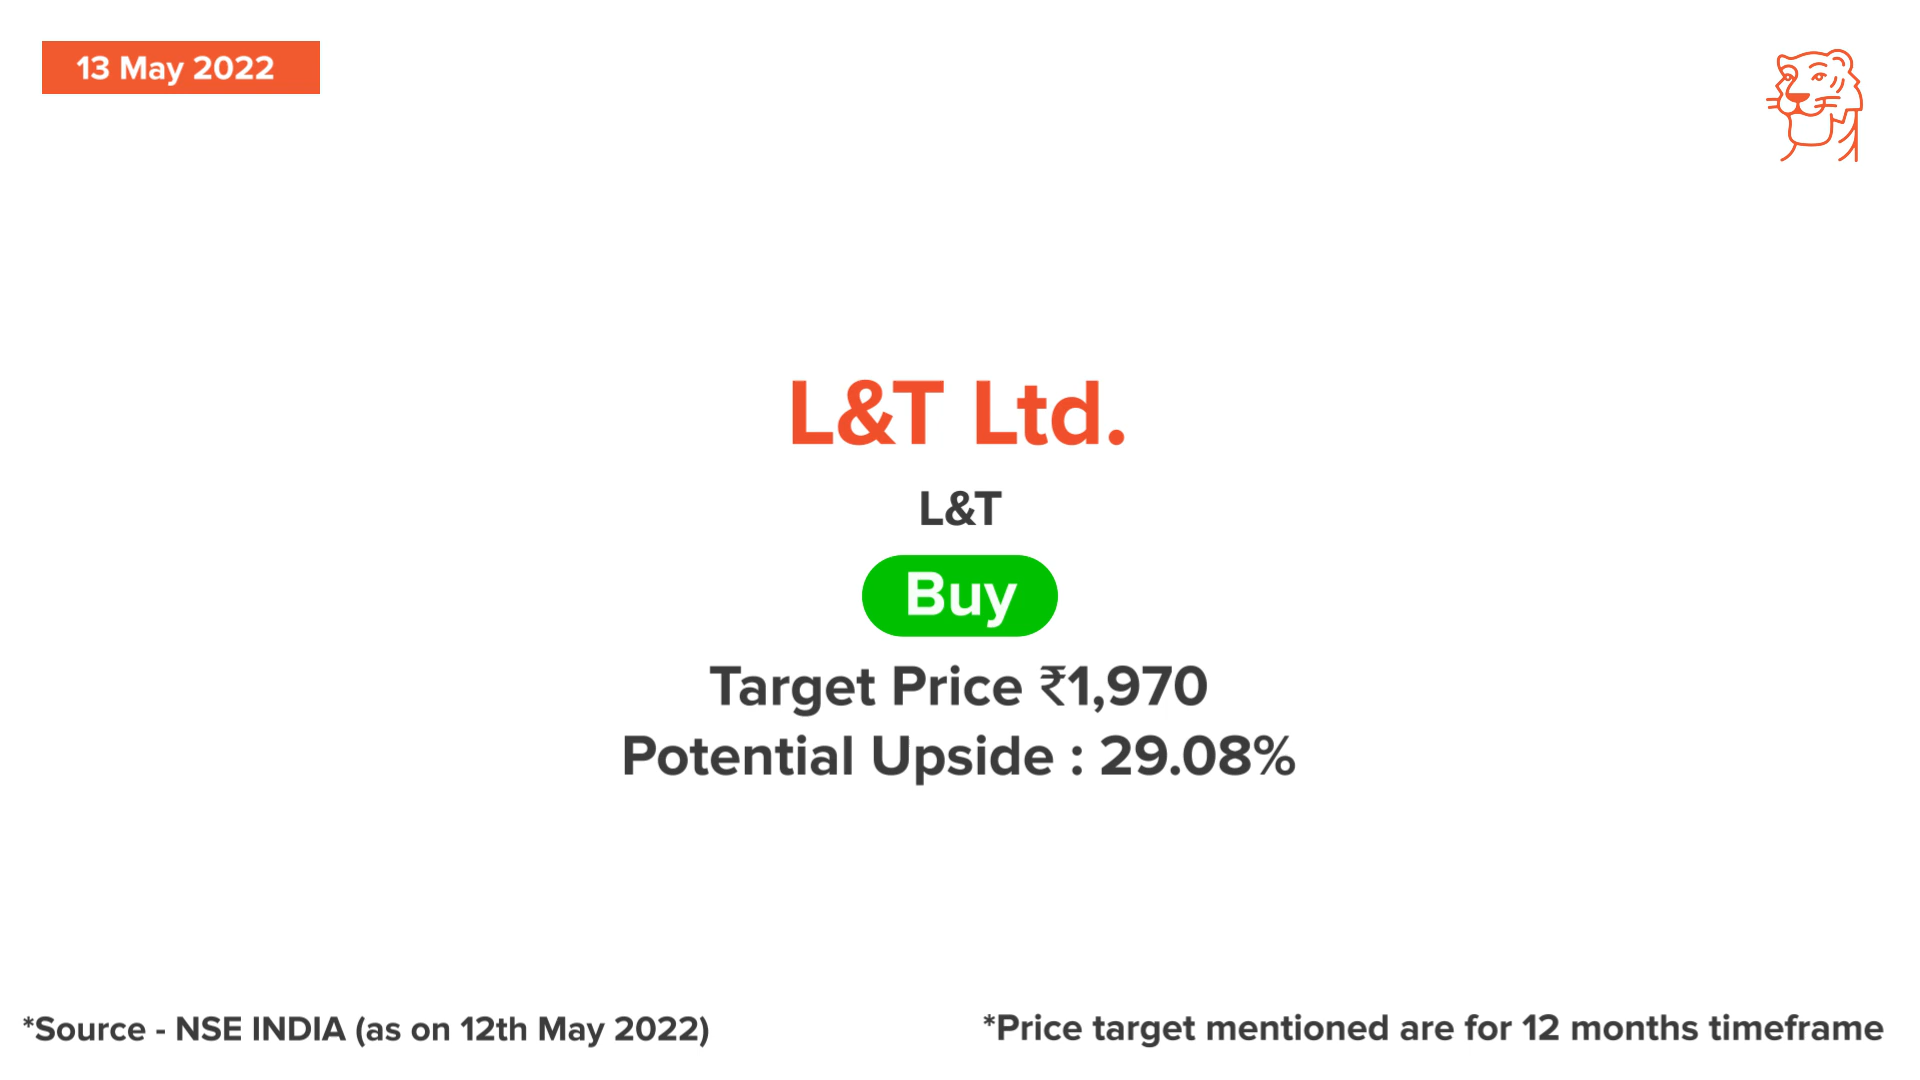 13 May 2022
L&T Ltd.
L&T
Buy
Target Price ₹1,970
Potential Upside : 29.08%
*Source - NSE INDIA (as on 12th May 2022)
*Price target mentioned are for 12 months timeframe